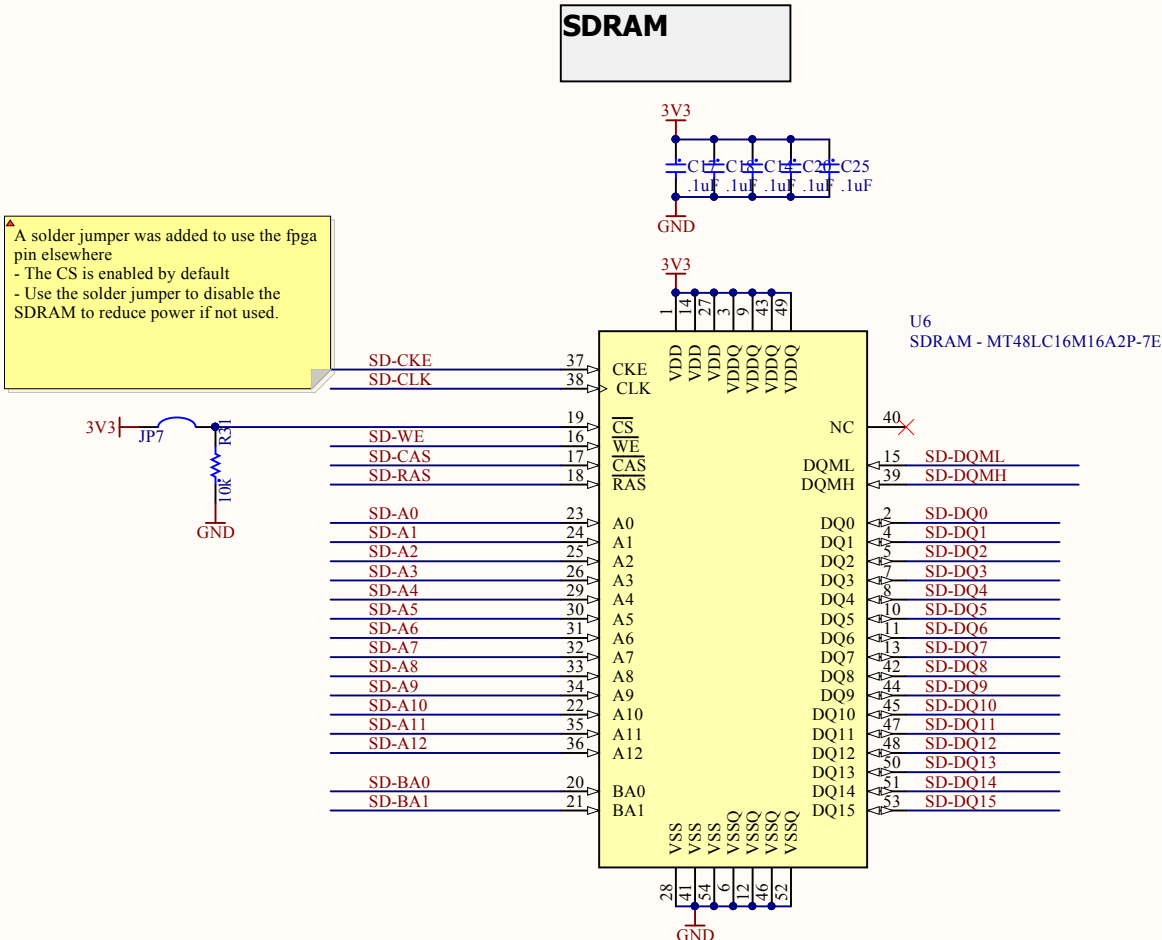 SDRAM
3V3
C17 C18 C14 C20 C25
.1uF .1uF .1uF .1uF .1uF
GND
A solder jumper was added to use the fpga
pin elsewhere
- The CS is enabled by default
- Use the solder jumper to disable the
SDRAM to reduce power if not used.
3V3
1 14 27 3 9 43 49
VDD VDD VDD VDDQ VDDQ VDDQ VDDQ
U6
SDRAM - MT48LC16M16A2P-7E
SD-CKE 37 CKE
SD-CLK 38 CLK
3V3 JP7 R31 19 CS NC 40
10k
GND
SD-WE 16 WE
SD-CAS 17 CAS DQML 15 SD-DQML
SD-RAS 18 RAS DQMH 39 SD-DQMH
SD-A0 23 A0 DQ0 2 SD-DQ0
SD-A1 24 A1 DQ1 4 SD-DQ1
SD-A2 25 A2 DQ2 5 SD-DQ2
SD-A3 26 A3 DQ3 7 SD-DQ3
SD-A4 29 A4 DQ4 8 SD-DQ4
SD-A5 30 A5 DQ5 10 SD-DQ5
SD-A6 31 A6 DQ6 11 SD-DQ6
SD-A7 32 A7 DQ7 13 SD-DQ7
SD-A8 33 A8 DQ8 42 SD-DQ8
SD-A9 34 A9 DQ9 44 SD-DQ9
SD-A10 22 A10 DQ10 45 SD-DQ10
SD-A11 35 A11 DQ11 47 SD-DQ11
SD-A12 36 A12 DQ12 48 SD-DQ12
DQ13 50 SD-DQ13
SD-BA0 20 BA0 DQ14 51 SD-DQ14
SD-BA1 21 BA1 DQ15 53 SD-DQ15
VSS VSS VSS VSSQ VSSQ VSSQ VSSQ
28 41 54 6 12 46 52
GND